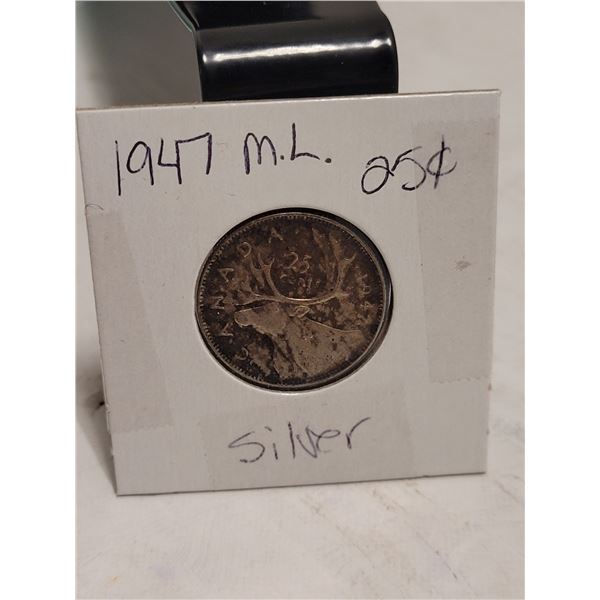 1947 M.L. 25¢
CANADA
25
silver